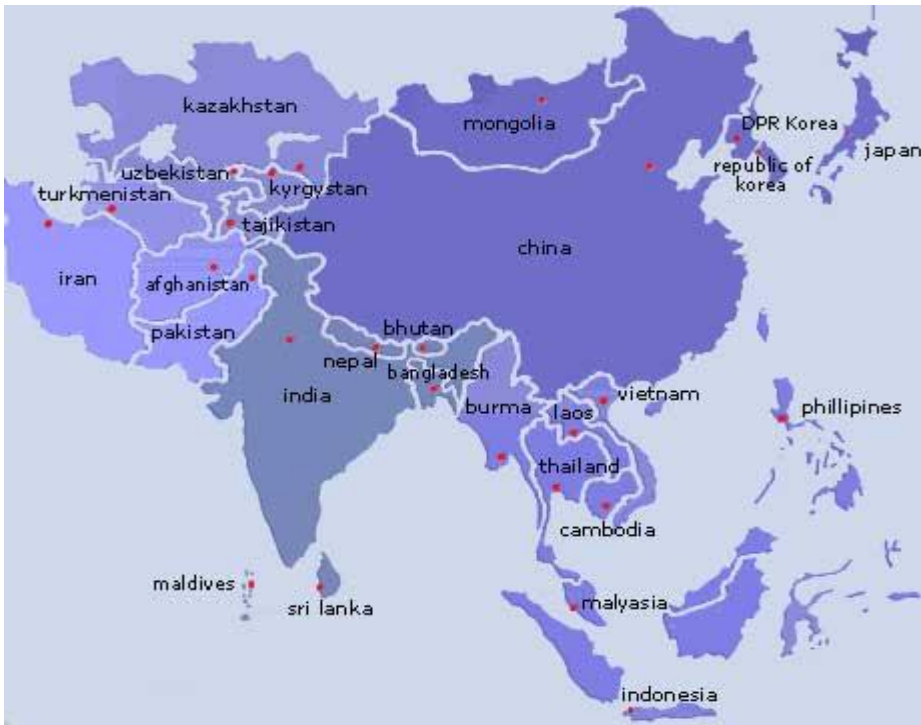 kazakhstan
mongolia
DPR Korea
japan
republic of
korea
uzbekistan
kyrgystan
turkmenistan
tajikistan
china
iran
afghanistan
pakistan
bhutan
nepal
bangladesh
india
burma
laos
vietnam
phillipines
thailand
cambodia
maldives
sri lanka
malyasia
indonesia